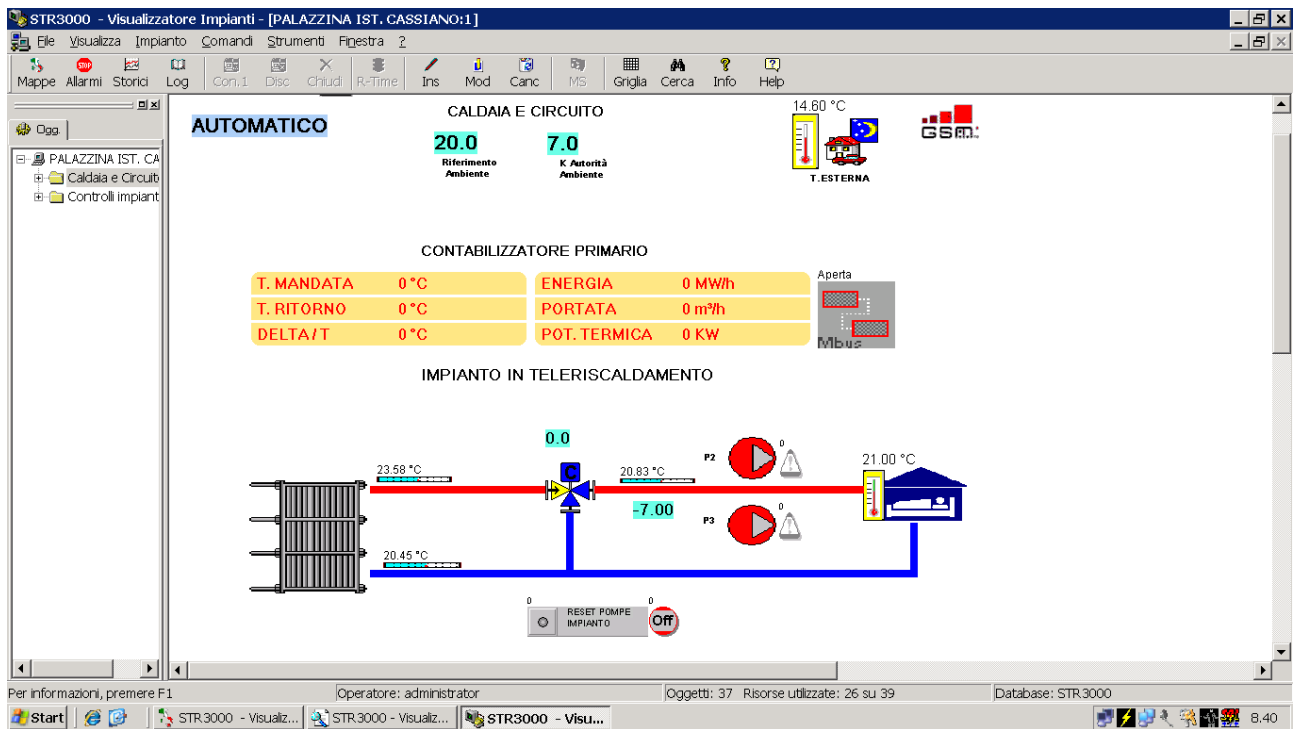 STR3000 - Visualizzatore Impianti - [PALAZZINA IST. CASSIANO:1]
File Visualizza Impianto Comandi Strumenti Finestra ?
Mappe Allarmi Storici Log Con.1 Disc Chiudi R-Time Ins Mod Canc MS Griglia Cerca Info Help
Ogg.
PALAZZINA IST. CA
Caldaia e Circuit
Controlli impiant
AUTOMATICO
CALDAIA E CIRCUITO
20.0 7.0
Riferimento Ambiente
K Autorità Ambiente
14.60 °C
T.ESTERNA
GSM
CONTABILIZZATORE PRIMARIO
T. MANDATA 0 °C ENERGIA 0 MW/h
T. RITORNO 0 °C PORTATA 0 m³/h
DELTA/T 0 °C POT. TERMICA 0 KW
Aperta
Mbus
IMPIANTO IN TELERISCALDAMENTO
0.0
C
23.58 °C
20.83 °C
P2
0
21.00 °C
-7.00
P3
0
20.45 °C
0 0
RESET POMPE
IMPIANTO
Off
Per informazioni, premere F1 Operatore: administrator Oggetti: 37 Risorse utilizzate: 26 su 39 Database: STR3000
Start STR3000 - Visualiz... STR3000 - Visualiz... STR3000 - Visu... 8.40